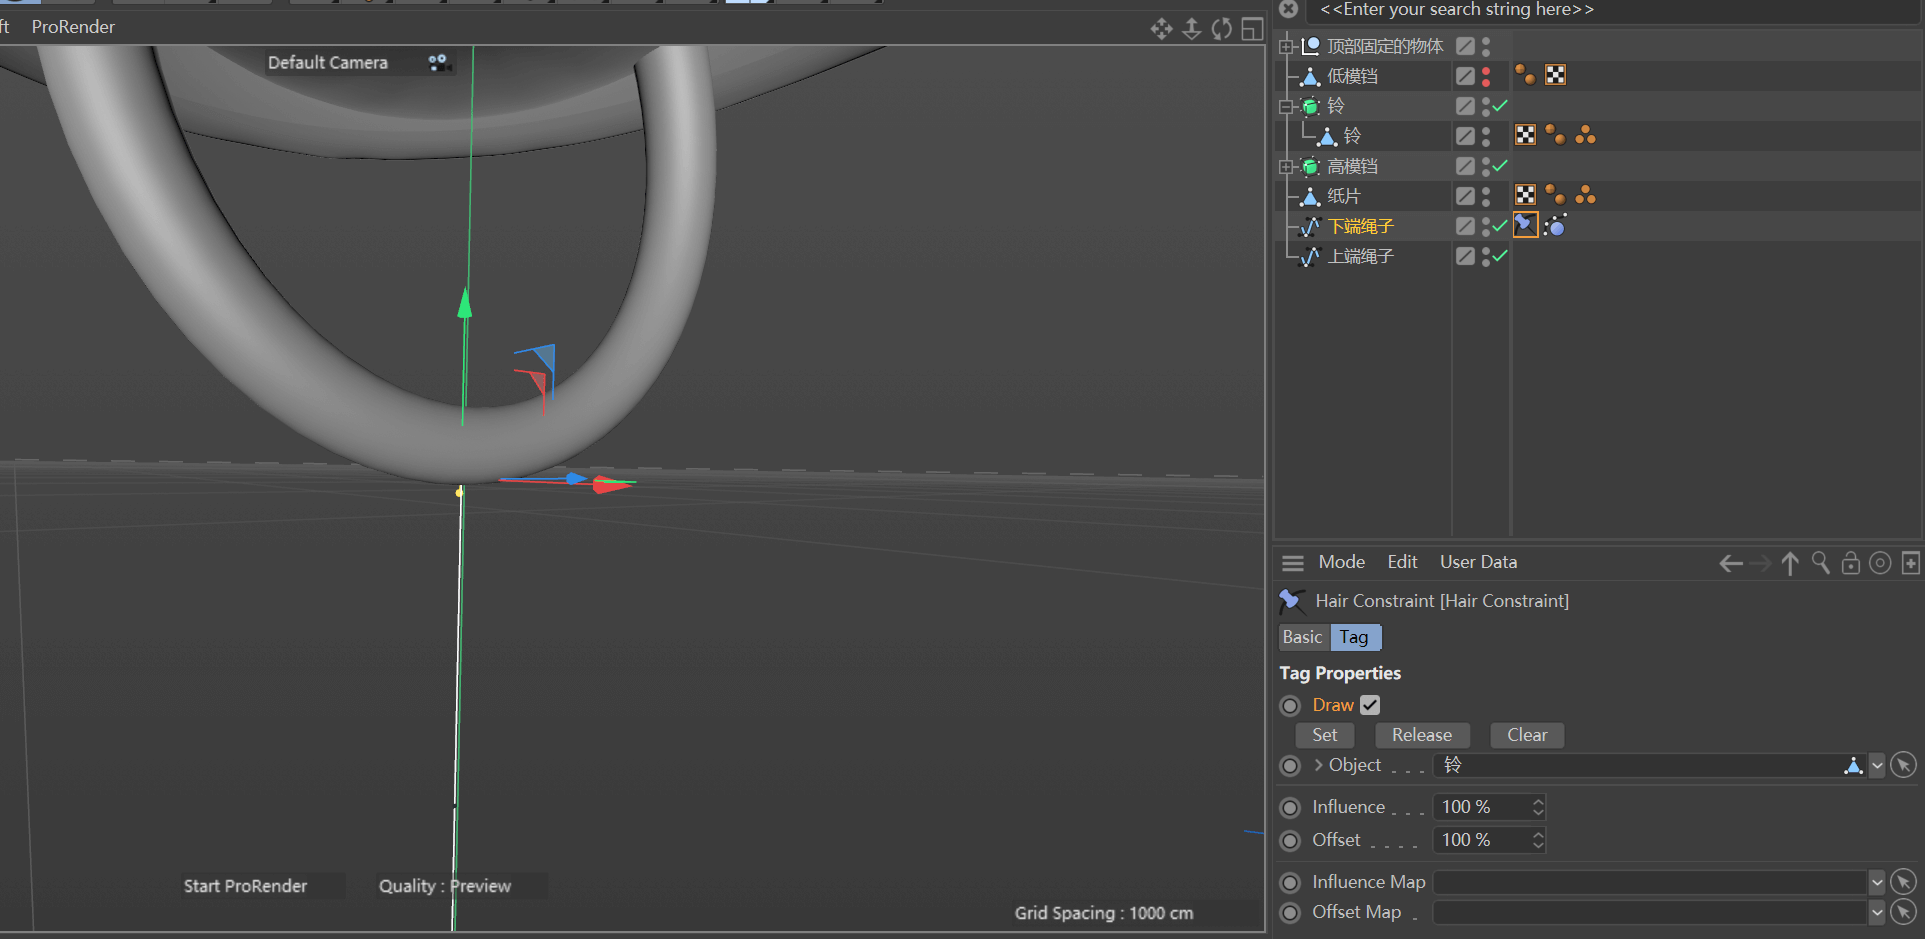 ft ProRender
Default Camera
Start ProRender
Quality : Preview
Grid Spacing : 1000 cm
<<Enter your search string here>>
顶部固定的物体
低模铛
铃
铃
高模铛
纸片
下端绳子
上端绳子
Mode Edit User Data
Hair Constraint [Hair Constraint]
Basic Tag
Tag Properties
Draw
Set Release Clear
Object 铃
Influence 100 %
Offset 100 %
Influence Map
Offset Map